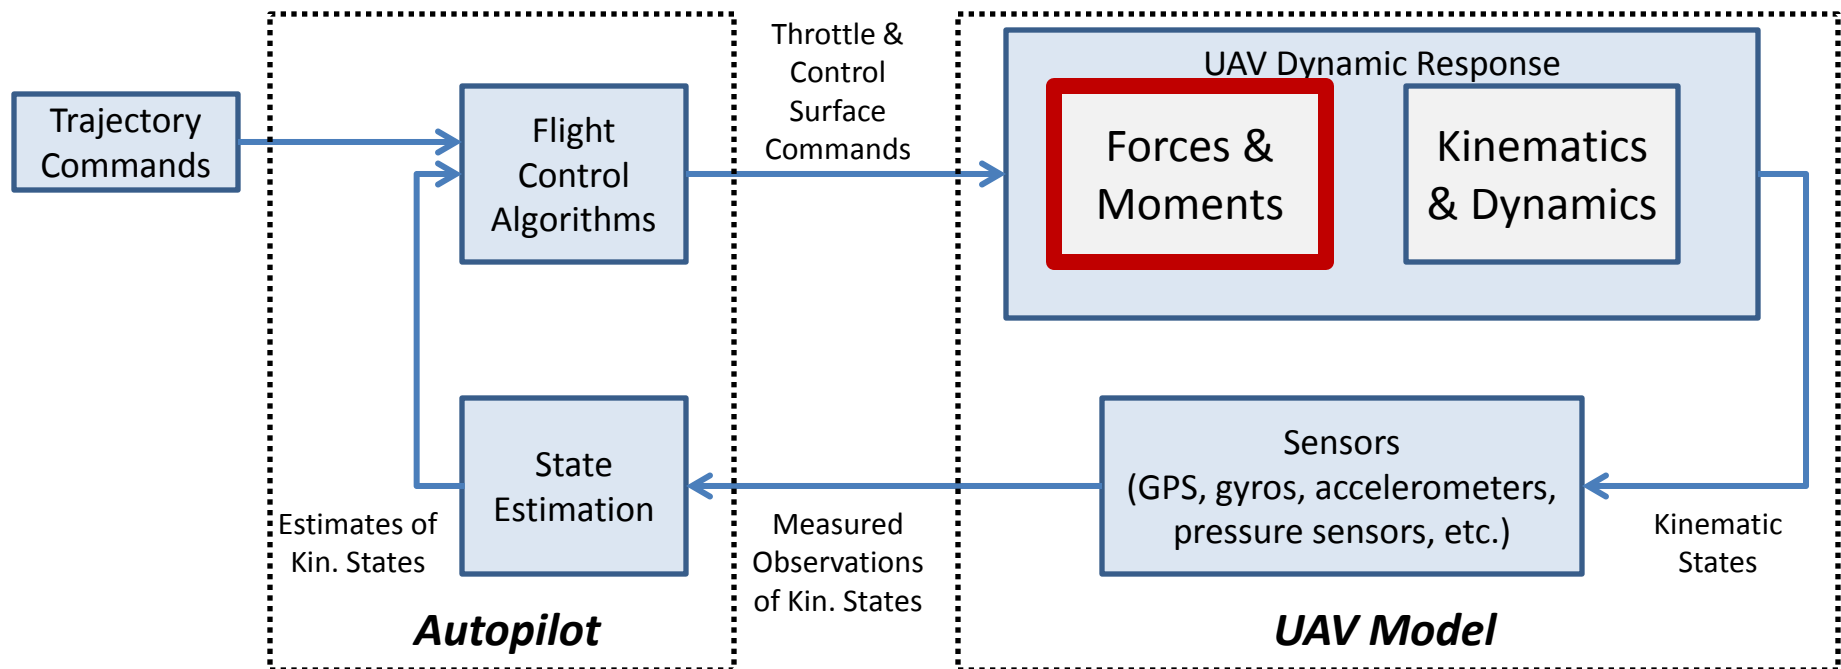 Trajectory
Commands
Flight
Control
Algorithms
Throttle &
Control
Surface
Commands
UAV Dynamic Response
Forces &
Moments
Kinematics
& Dynamics
State
Estimation
Estimates of
Kin. States
Measured
Observations
of Kin. States
Sensors
(GPS, gyros, accelerometers,
pressure sensors, etc.)
Kinematic
States
Autopilot
UAV Model